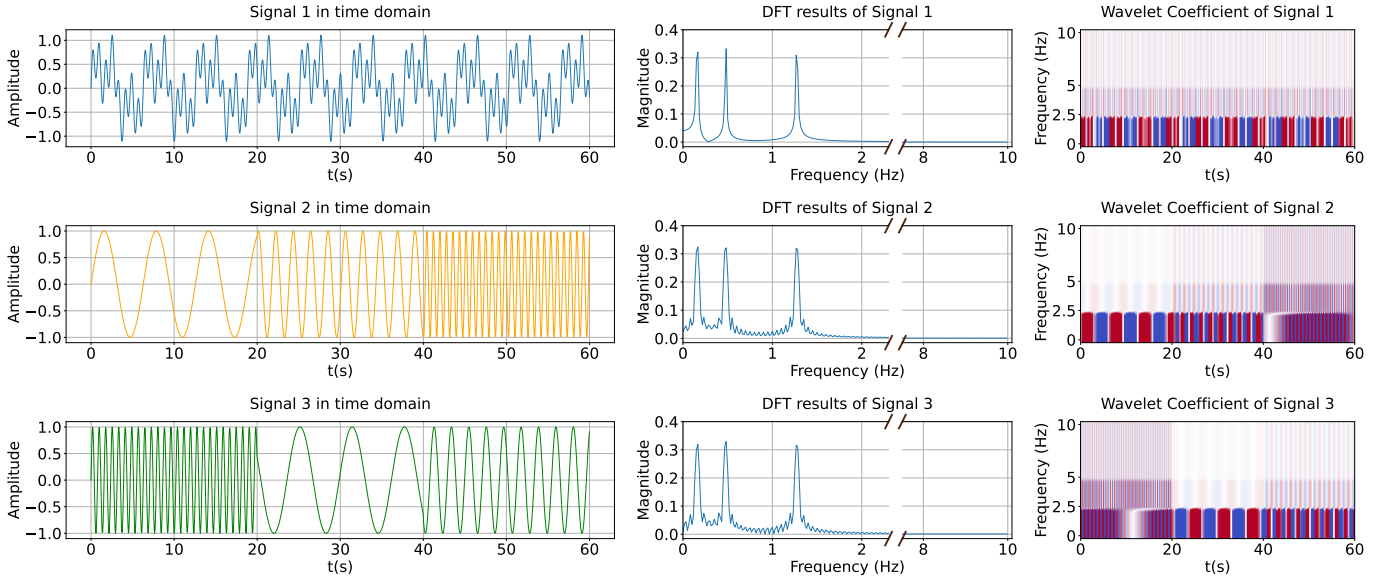 Signal 1 in time domain
DFT results of Signal 1
Wavelet Coefficient of Signal 1
Amplitude
1.0
0.5
0.0
−0.5
−1.0
0 10 20 30 40 50 60
t(s)
Magnitude
0.4
0.3
0.2
0.1
0.0
0 1 2 8 10
Frequency (Hz)
Frequency (Hz)
10
5
2.5
0
0 20 40 60
t(s)
Signal 2 in time domain
DFT results of Signal 2
Wavelet Coefficient of Signal 2
Amplitude
1.0
0.5
0.0
−0.5
−1.0
0 10 20 30 40 50 60
t(s)
Magnitude
0.4
0.3
0.2
0.1
0.0
0 1 2 8 10
Frequency (Hz)
Frequency (Hz)
10
5
2.5
0
0 20 40 60
t(s)
Signal 3 in time domain
DFT results of Signal 3
Wavelet Coefficient of Signal 3
Amplitude
1.0
0.5
0.0
−0.5
−1.0
0 10 20 30 40 50 60
t(s)
Magnitude
0.4
0.3
0.2
0.1
0.0
0 1 2 8 10
Frequency (Hz)
Frequency (Hz)
10
5
2.5
0
0 20 40 60
t(s)